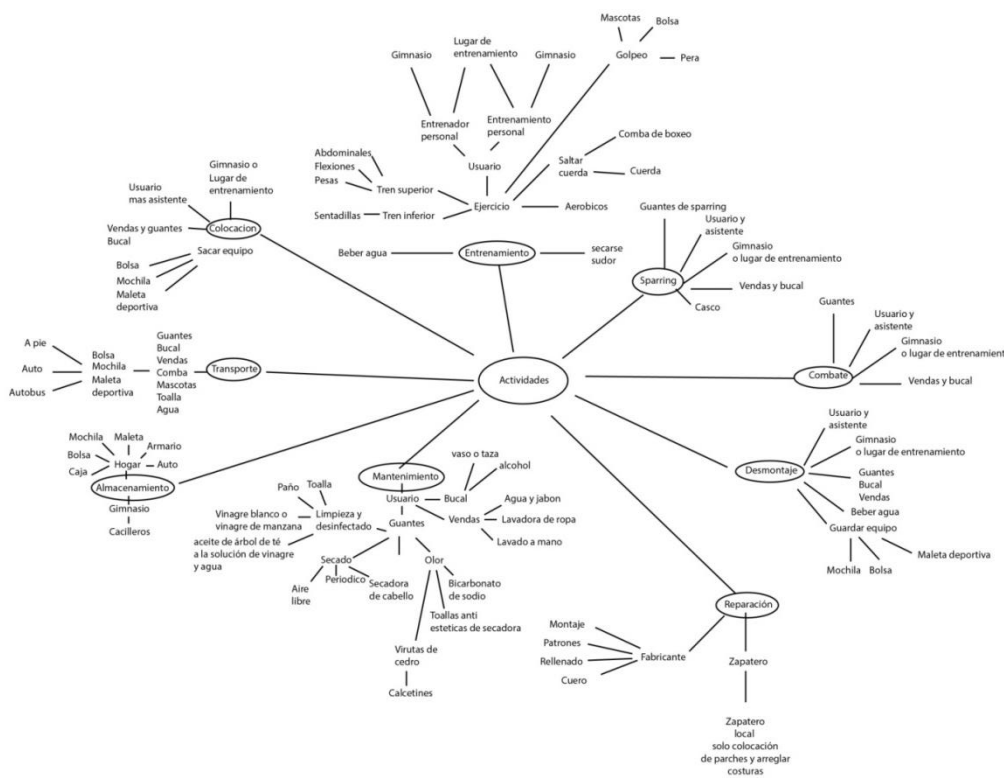 Mascotas
Bolsa
Golpeo
Pera
Gimnasio
Lugar de
entrenamiento
Gimnasio
Entrenador
personal
Entrenamiento
personal
Usuario
Comba de boxeo
Saltar
cuerda
Cuerda
Abdominales
Flexiones
Pesas
Tren superior
Ejercicio
Aerobicos
Sentadillas
Tren inferior
Beber agua
Entrenamiento
secarse
sudor
Gimnasio o
Lugar de
entrenamiento
Usuario
mas asistente
Vendas y guantes
Bucal
Colocacion
Sacar equipo
Bolsa
Mochila
Maleta
deportiva
Guantes de sparring
Usuario y
asistente
Gimnasio
o lugar de entrenamiento
Sparring
Vendas y bucal
Casco
Guantes
Usuario y
asistente
Gimnasio
o lugar de entrenamient
Combate
Vendas y bucal
A pie
Auto
Autobus
Bolsa
Mochila
Maleta
deportiva
Guantes
Bucal
Vendas
Comba
Mascotas
Toalla
Agua
Transporte
Actividades
Usuario y
asistente
Gimnasio
o lugar de entrenamiento
Desmontaje
Guantes
Bucal
Vendas
Beber agua
Guardar equipo
Maleta deportiva
Mochila
Bolsa
Mochila
Maleta
Armario
Bolsa
Hogar
Auto
Caja
Almacenamiento
Gimnasio
Cacilleros
Mantenimiento
Usuario
Bucal
vaso o taza
alcohol
Vendas
Agua y jabon
Lavadora de ropa
Lavado a mano
Guantes
Paño
Toalla
Limpieza y
desinfectado
Vinagre blanco o
vinagre de manzana
aceite de árbol de té
a la solución de vinagre
y agua
Secado
Aire
libre
Periodico
Secadora
de cabello
Olor
Bicarbonato
de sodio
Toallas anti
esteticas de secadora
Virutas de
cedro
Calcetines
Reparación
Montaje
Patrones
Rellenado
Cuero
Fabricante
Zapatero
Zapatero
local
solo colocación
de parches y arreglar
costuras